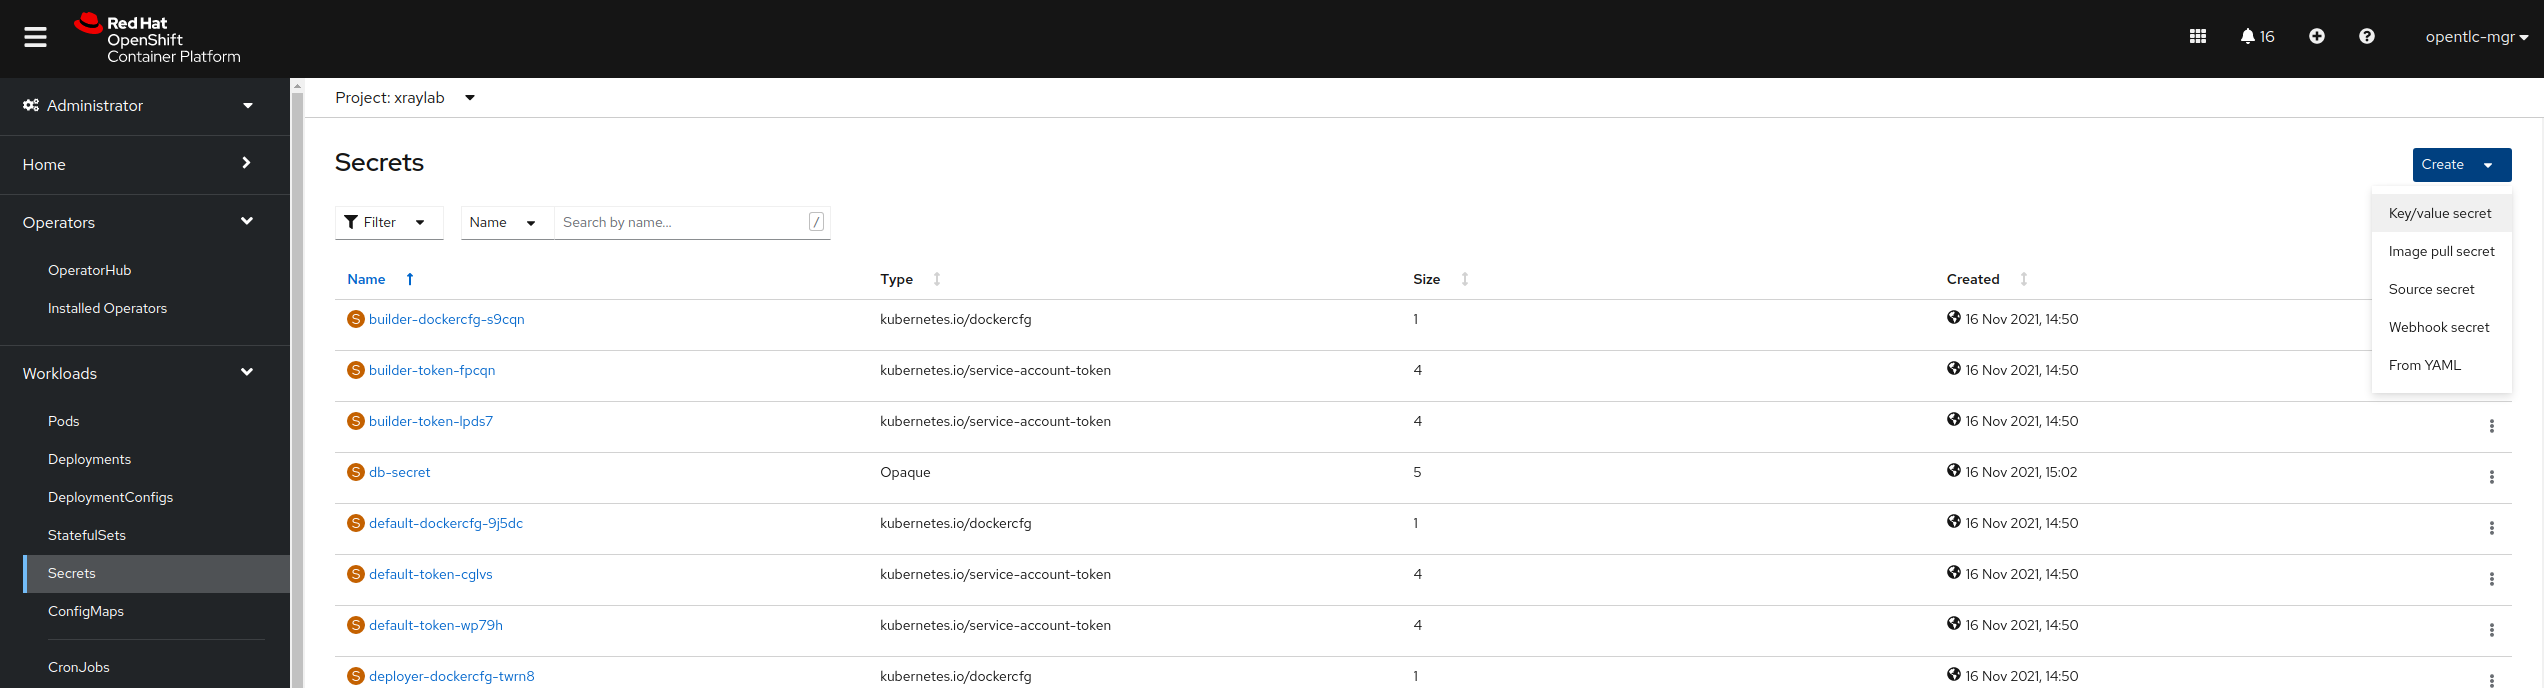 Red Hat
OpenShift
Container Platform
16
opentlc-mgr
Administrator
Home
Operators
OperatorHub
Installed Operators
Workloads
Pods
Deployments
DeploymentConfigs
StatefulSets
Secrets
ConfigMaps
CronJobs
Project: xraylab
Secrets
Create
Key/value secret
Image pull secret
Source secret
Webhook secret
From YAML
Filter Name Search by name... /
Name Type Size Created
S builder-dockercfg-s9cqn kubernetes.io/dockercfg 1 16 Nov 2021, 14:50
S builder-token-fpcqn kubernetes.io/service-account-token 4 16 Nov 2021, 14:50
S builder-token-lpds7 kubernetes.io/service-account-token 4 16 Nov 2021, 14:50
S db-secret Opaque 5 16 Nov 2021, 15:02
S default-dockercfg-9j5dc kubernetes.io/dockercfg 1 16 Nov 2021, 14:50
S default-token-cglvs kubernetes.io/service-account-token 4 16 Nov 2021, 14:50
S default-token-wp79h kubernetes.io/service-account-token 4 16 Nov 2021, 14:50
S deployer-dockercfg-twrn8 kubernetes.io/dockercfg 1 16 Nov 2021, 14:50